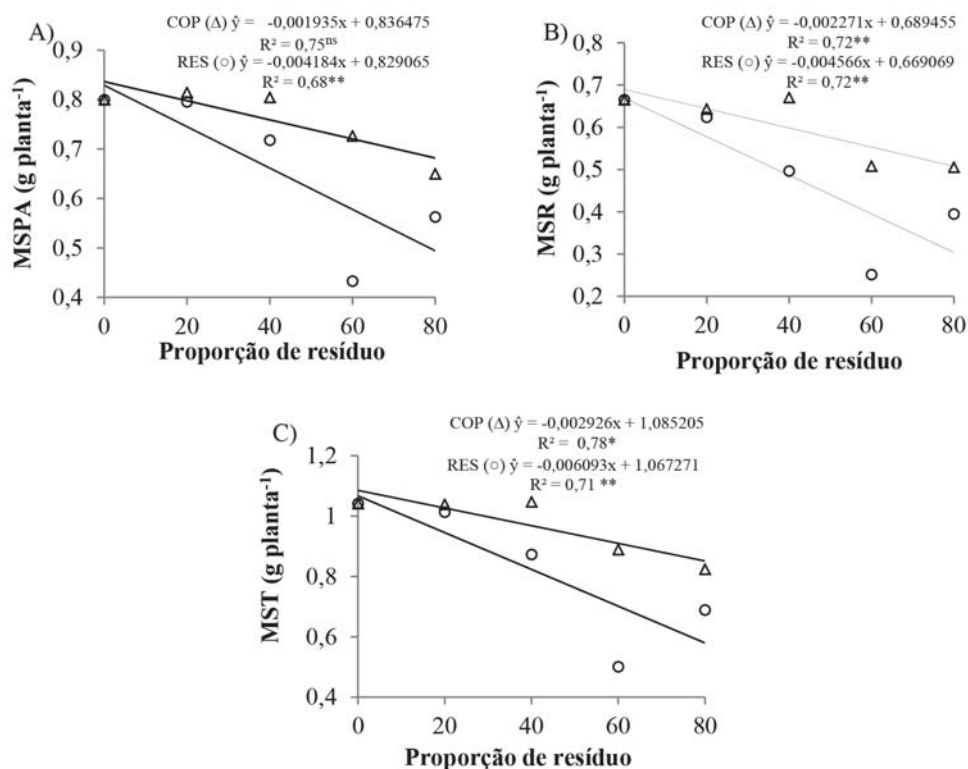 A)
COP (Δ) ŷ = -0,001935x + 0,836475
R² = 0,75ns
RES (○) ŷ =-0,004184x + 0,829065
R² = 0,68**
MSPA (g planta-1)
0,9
0,8
0,7
0,6
0,5
0,4
0 20 40 60 80
Proporção de resíduo
B)
COP (Δ) ŷ = -0,002271x + 0,689455
R² = 0,72**
RES (○) ŷ =-0,004566x + 0,669069
R² = 0,72**
MSR (g planta-1)
0,8
0,7
0,6
0,5
0,4
0,3
0,2
0 20 40 60 80
Proporção de resíduo
C)
COP (Δ) ŷ = -0,002926x + 1,085205
R² = 0,78*
RES (○) ŷ =-0,006093x + 1,067271
R² = 0,71 **
MST (g planta-1)
1,2
1
0,8
0,6
0,4
0 20 40 60 80
Proporção de resíduo